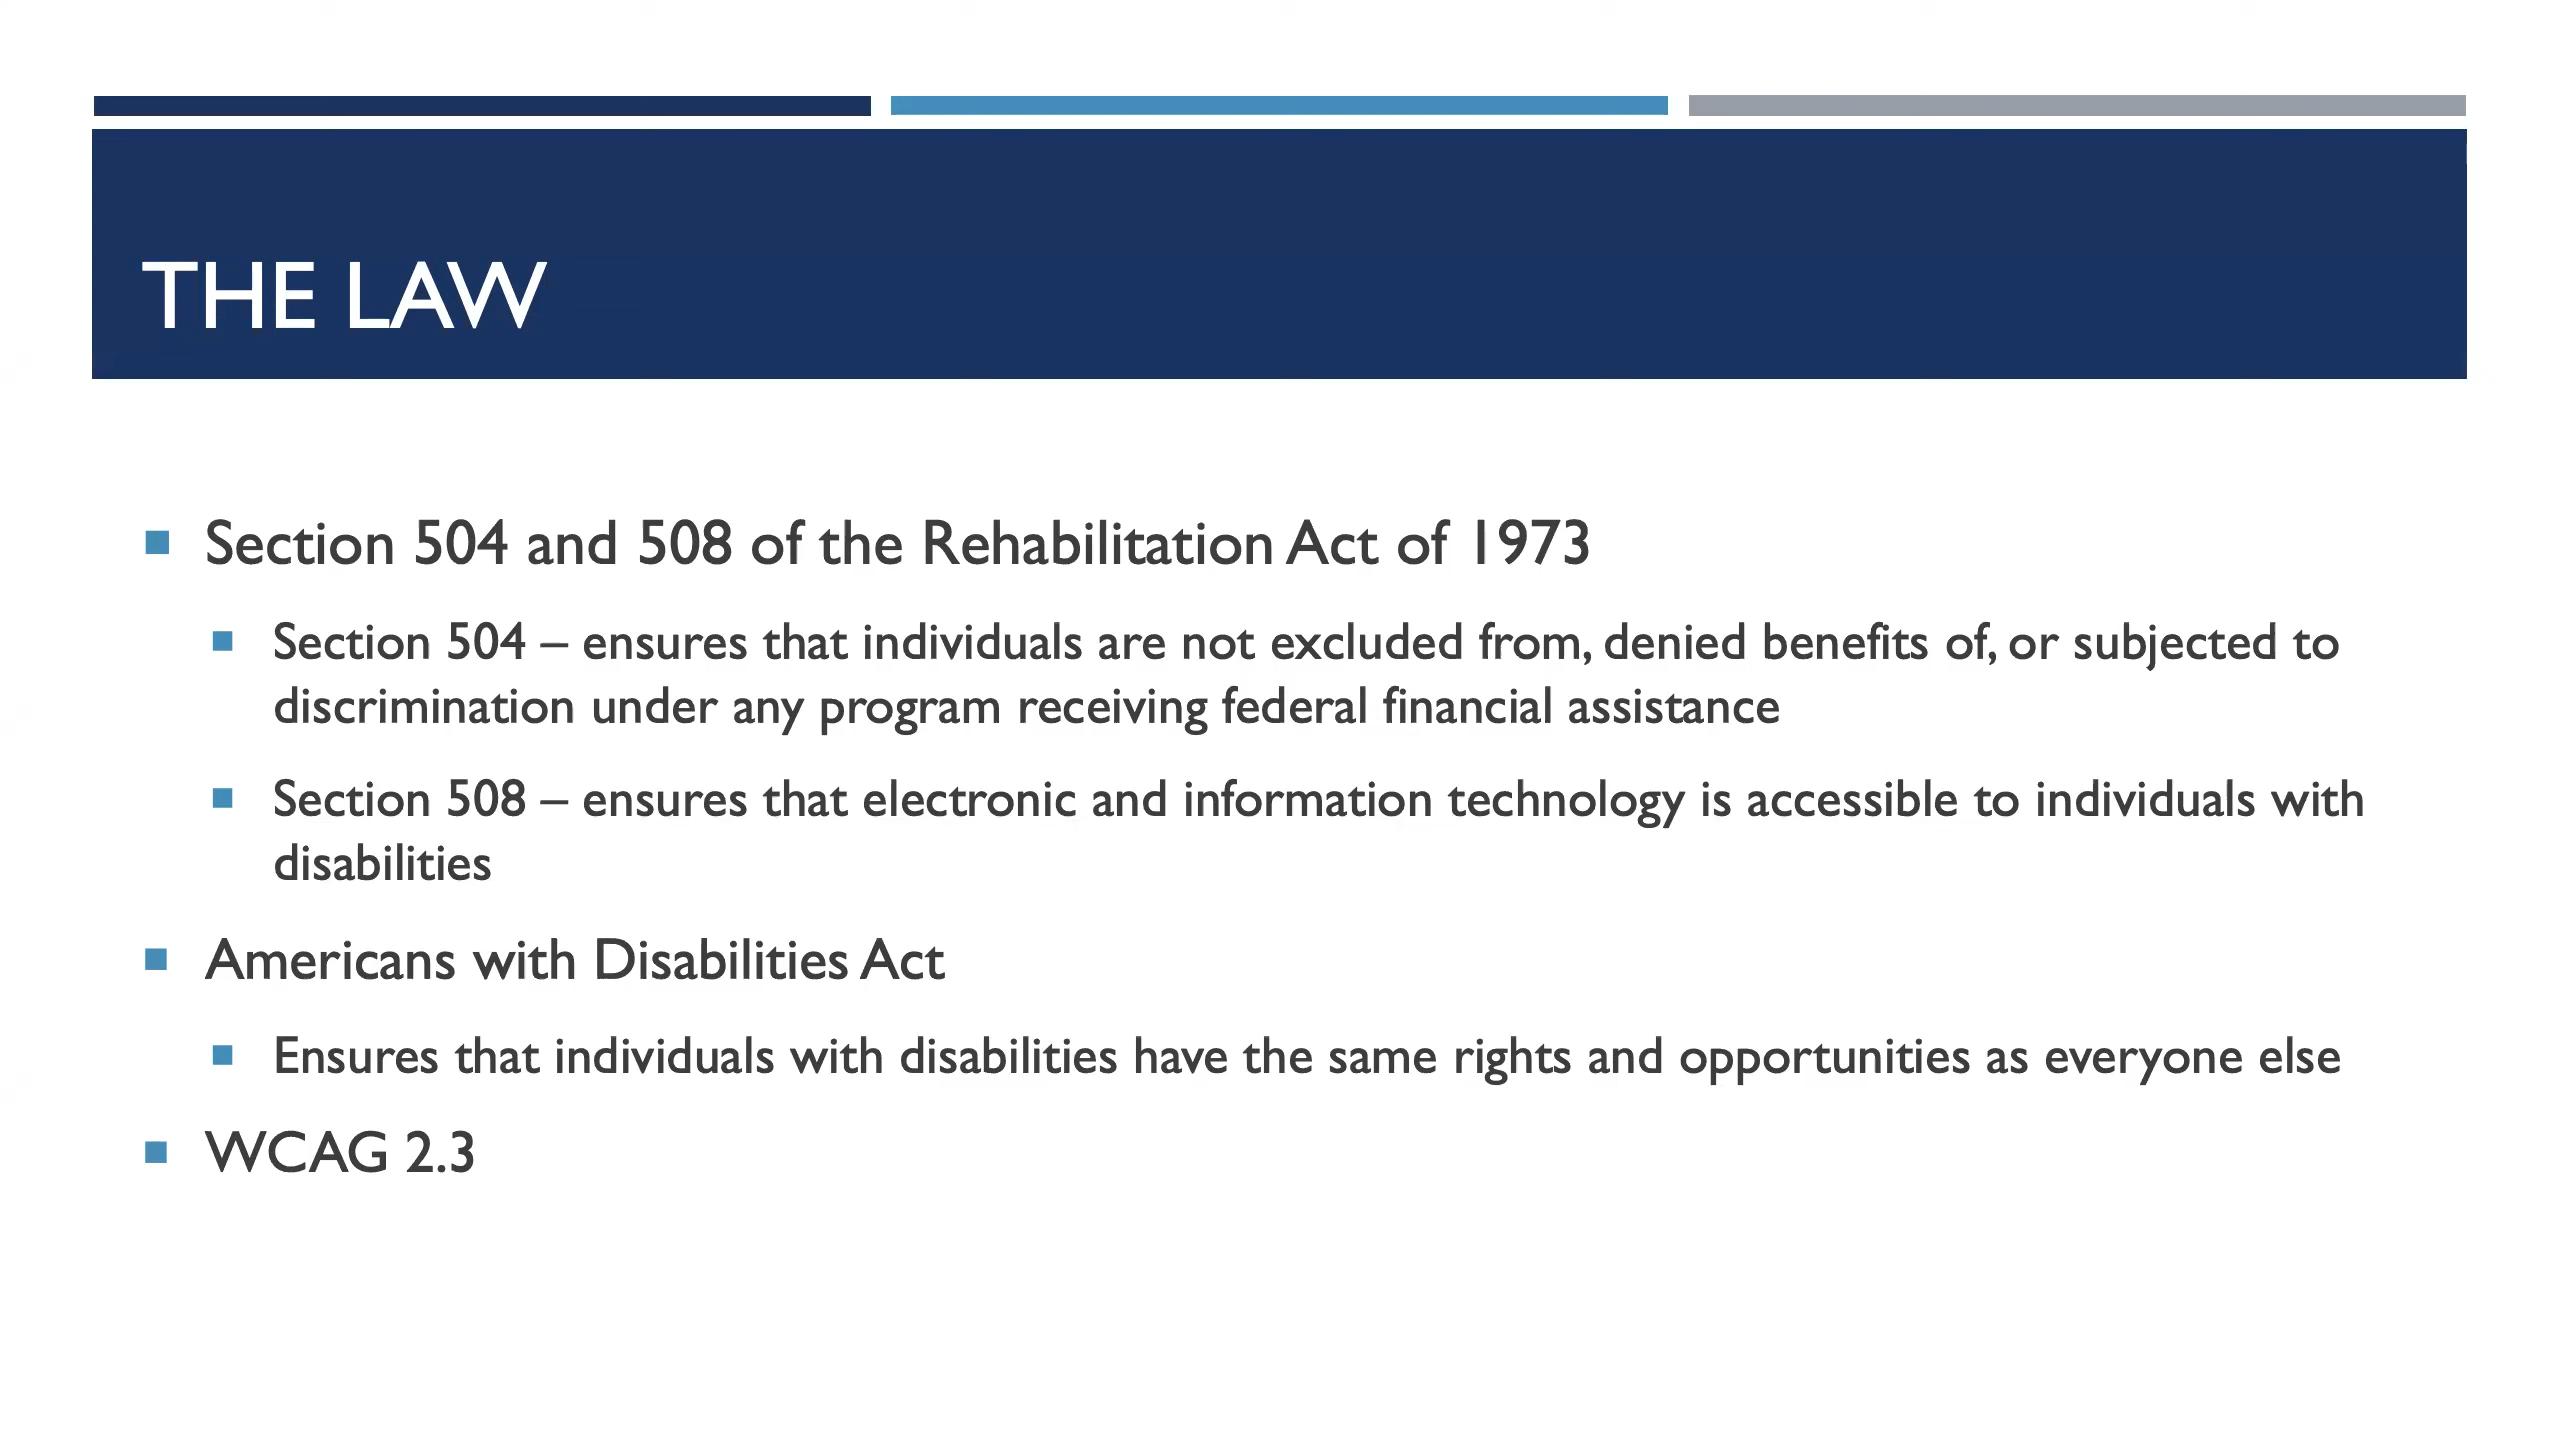 THE LAW
Section 504 and 508 of the Rehabilitation Act of 1973
Section 504 – ensures that individuals are not excluded from, denied benefits of, or subjected to
discrimination under any program receiving federal financial assistance
Section 508 – ensures that electronic and information technology is accessible to individuals with
disabilities
Americans with Disabilities Act
Ensures that individuals with disabilities have the same rights and opportunities as everyone else
WCAG 2.3